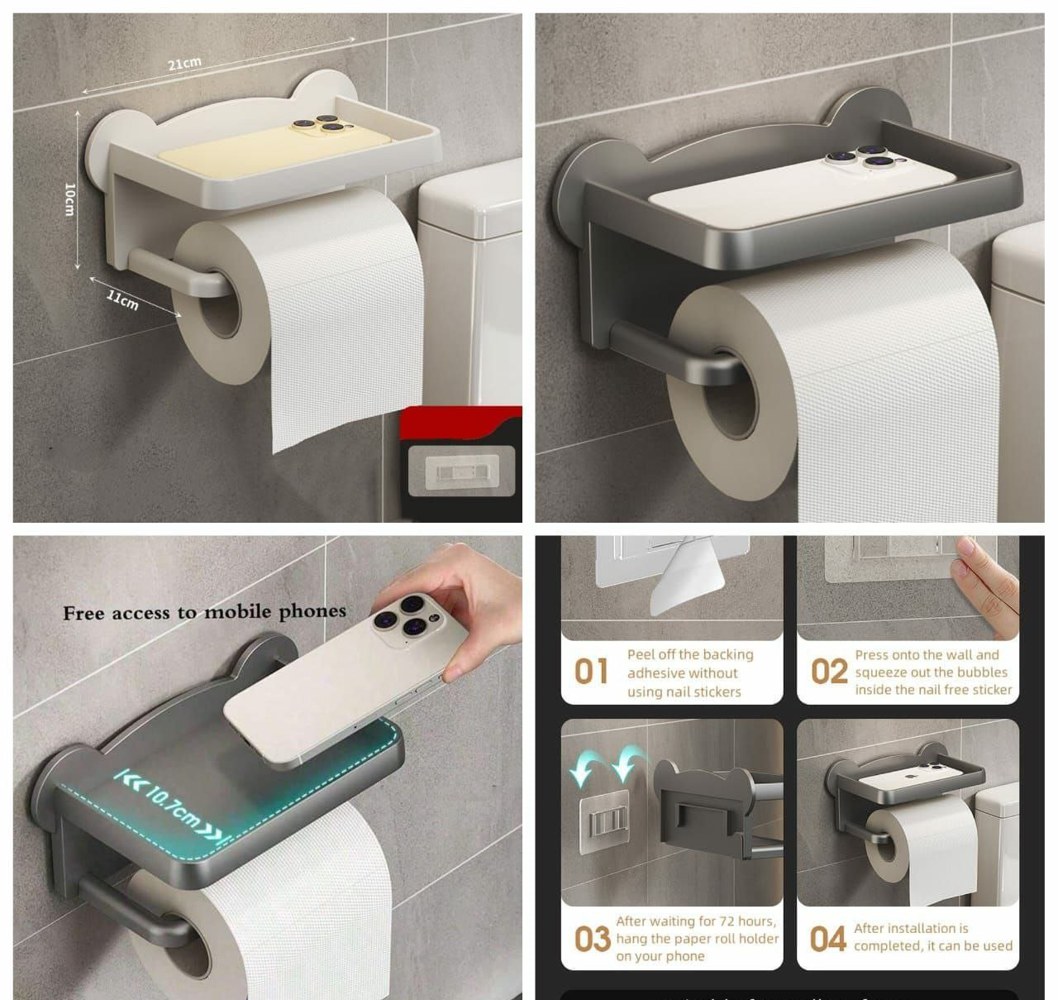 21cm
10cm
11cm
Free access to mobile phones
10.7cm
01
Peel off the backing
adhesive without
using nail stickers
02
Press onto the wall and
squeeze out the bubbles
inside the nail free sticker
03
After waiting for 72 hours,
hang the paper roll holder
on your phone
04
After installation is
completed, it can be used